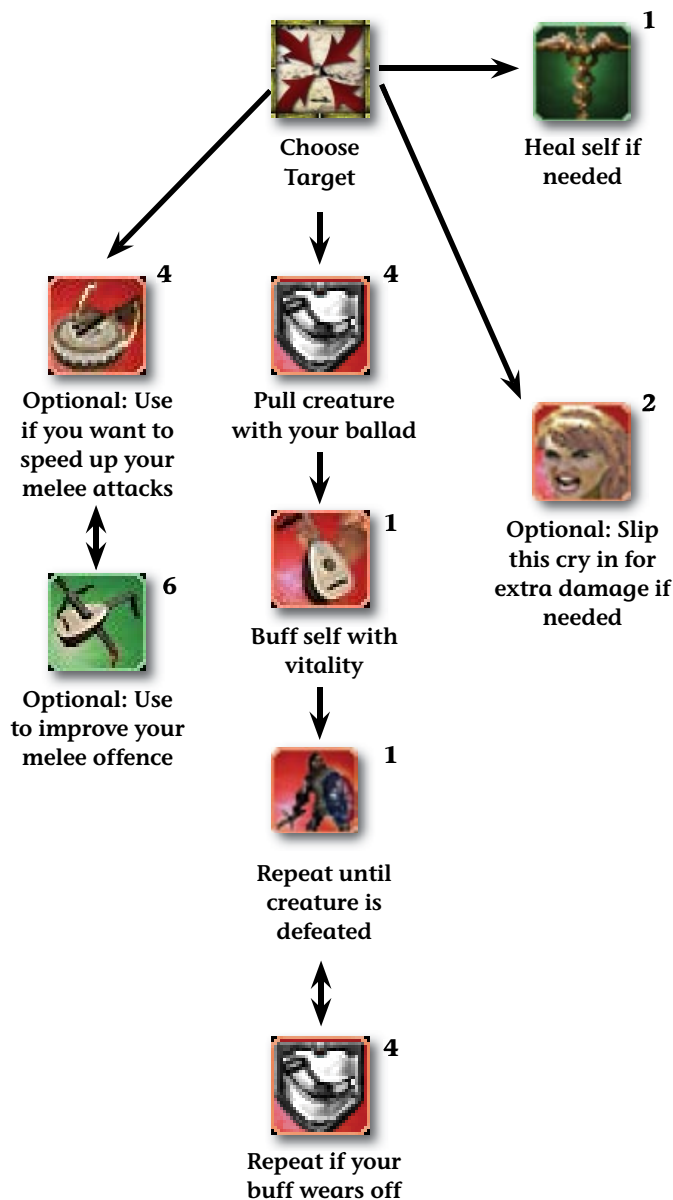 1
Choose
Target
Heal self if
needed
4
Optional: Use
if you want to
speed up your
melee attacks
4
Pull creature
with your ballad
2
Optional: Slip
this cry in for
extra damage if
needed
1
Buff self with
vitality
6
Optional: Use
to improve your
melee offence
1
Repeat until
creature is
defeated
4
Repeat if your
buff wears off